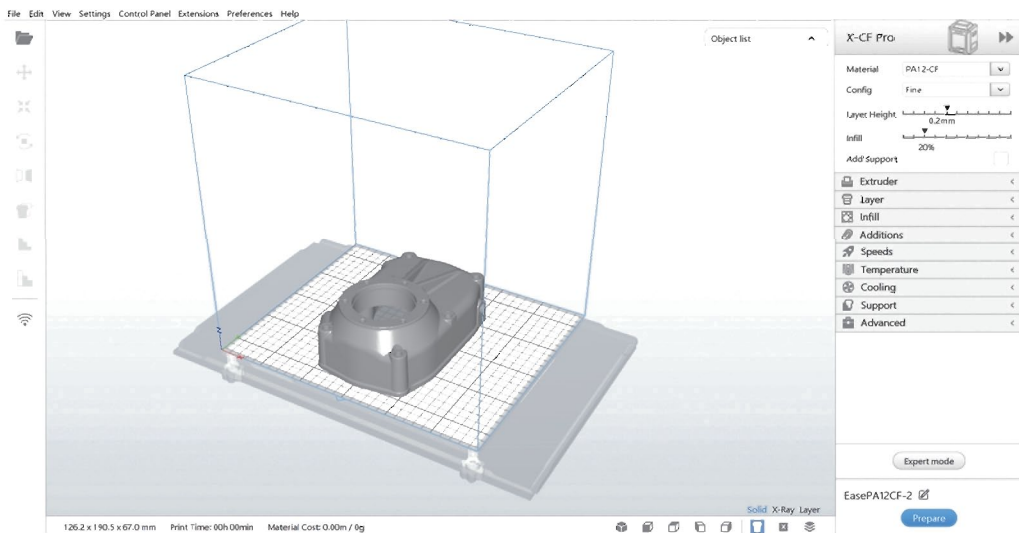 File Edit View Settings Control Panel Extensions Preferences Help
Object list
X-CF Pro
Material PA12-CF
Config Fine
Layer Height
0.2mm
Infill
20%
Add Support
Extruder
Layer
Infill
Additions
Speeds
Temperature
Cooling
Support
Advanced
Expert mode
EasePA12CF-2
Prepare
Solid X-Ray Layer
126.2 x 190.5 x 67.0 mm Print Time: 00h 00min Material Cost: 0.00m / 0g